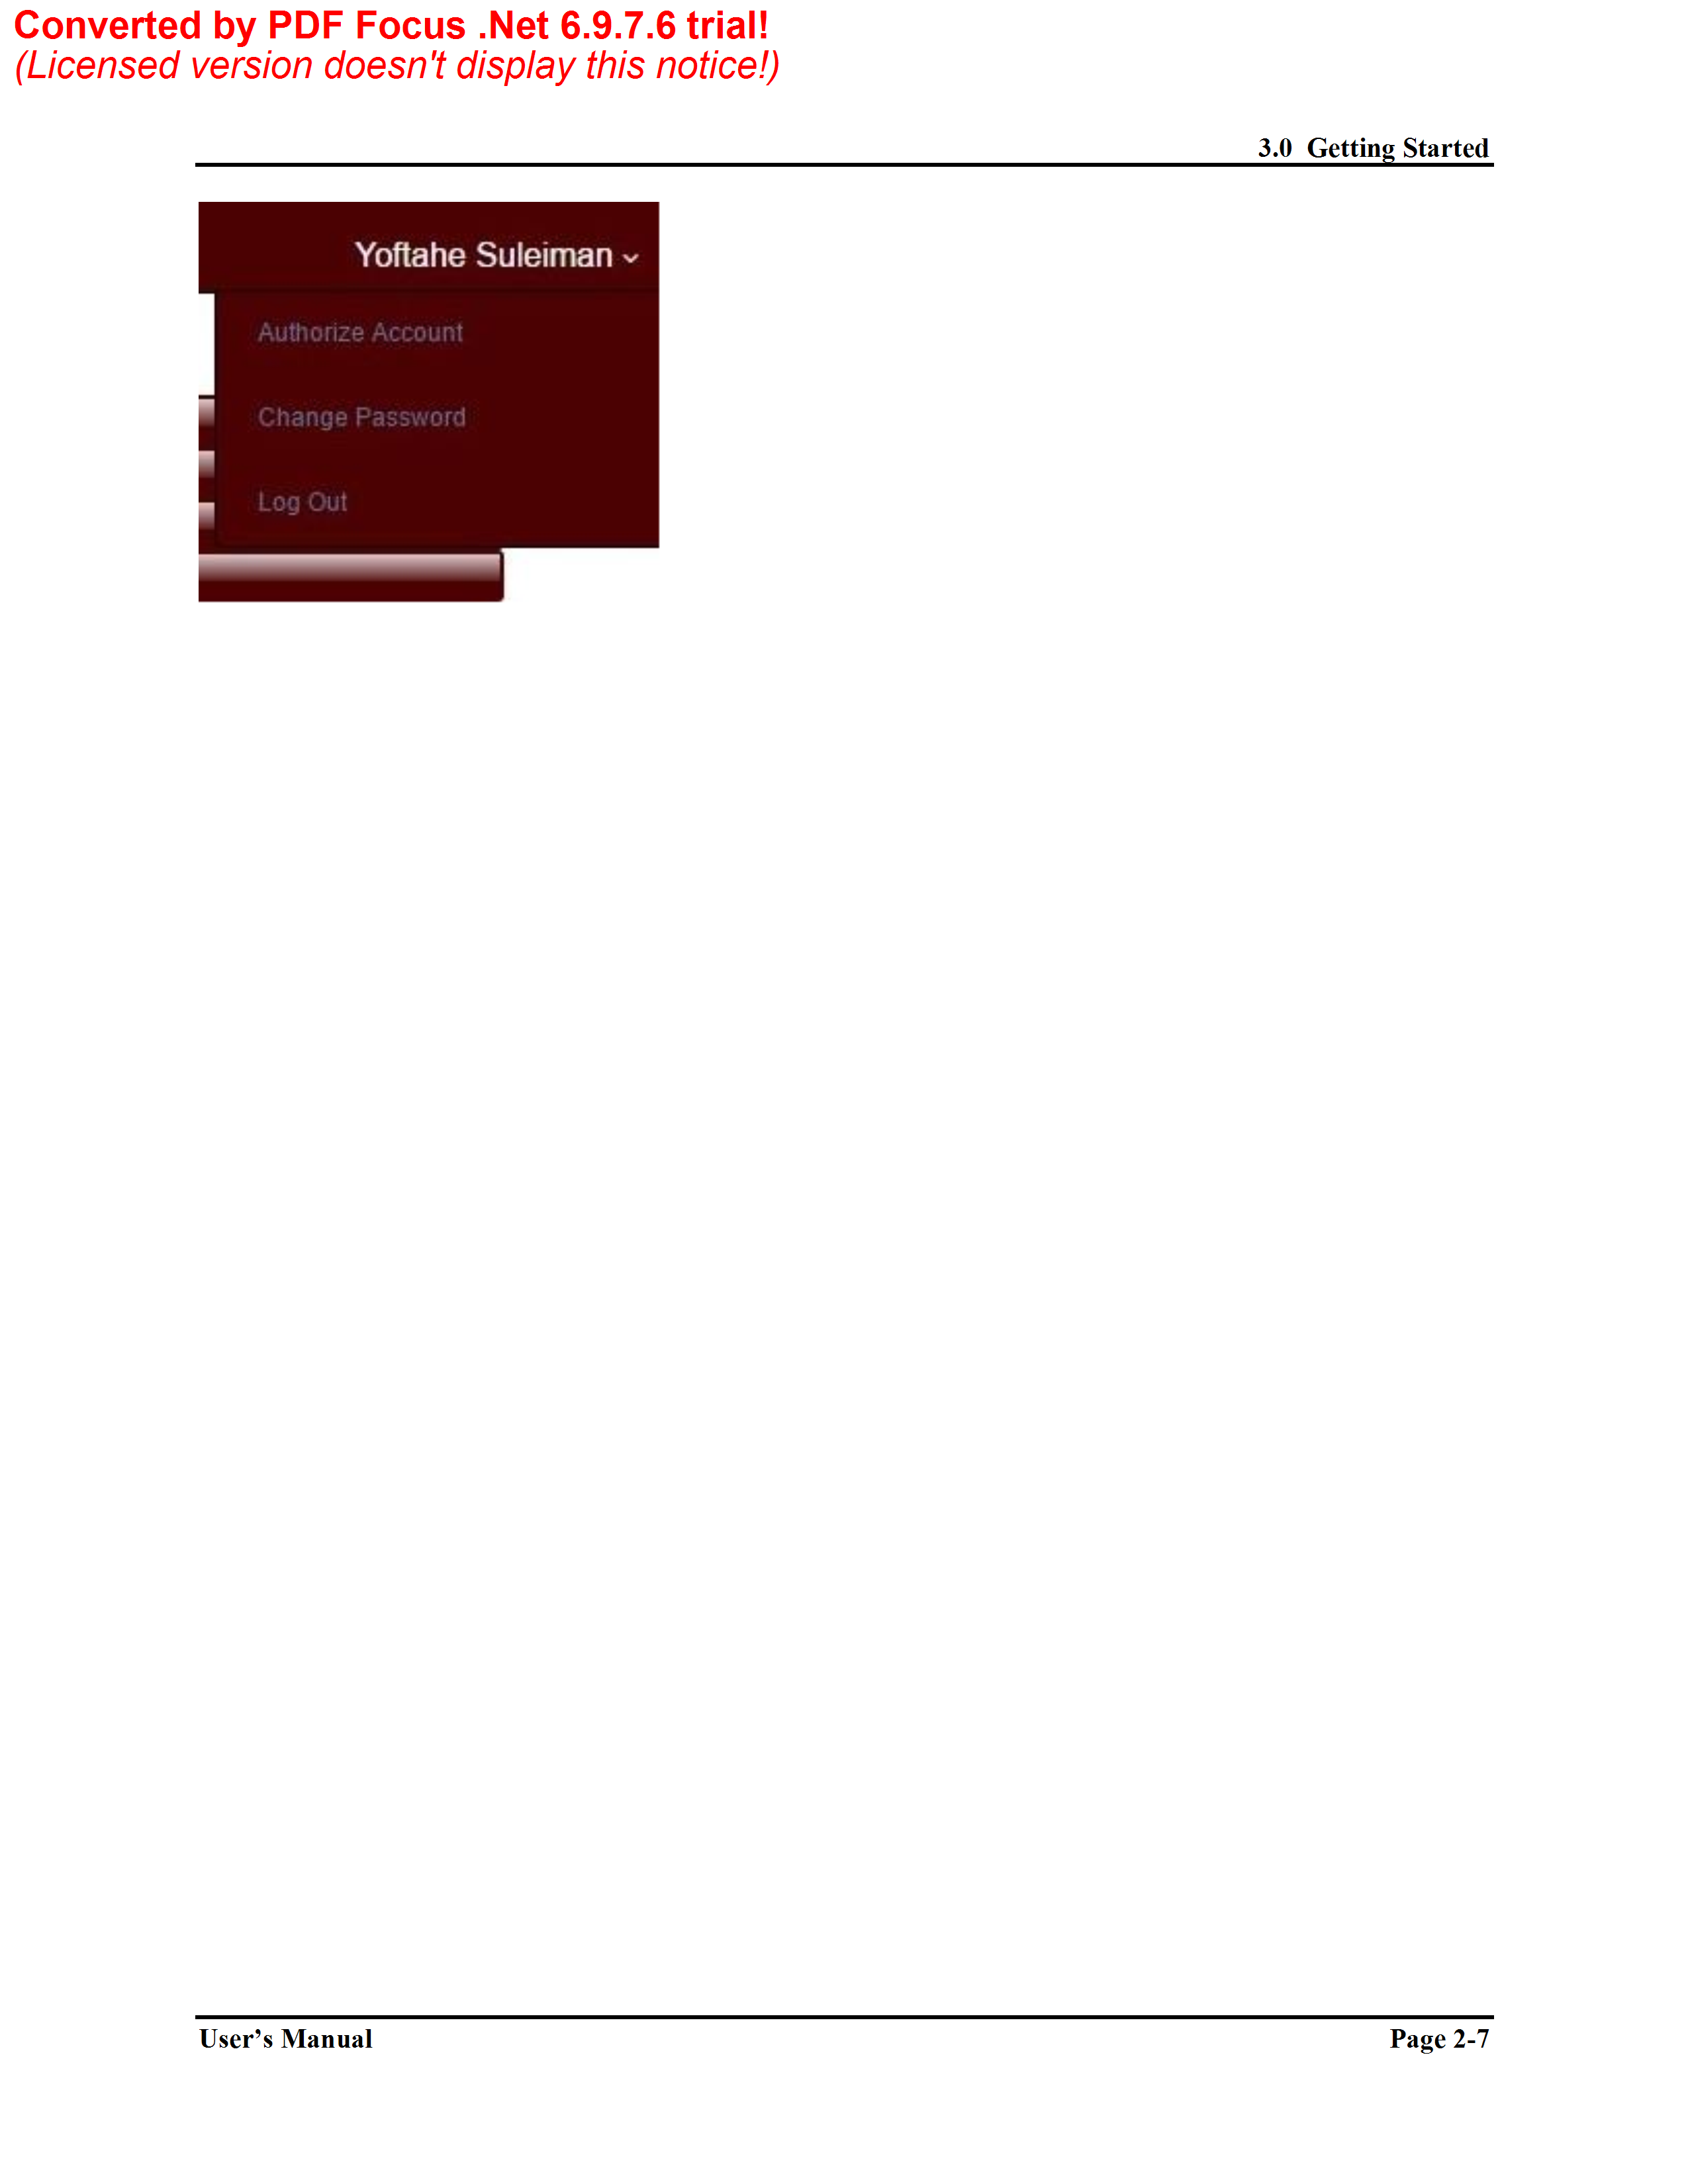 Converted by PDF Focus .Net 6.9.7.6 trial!
(Licensed version doesn't display this notice!)
3.0 Getting Started
Yoftahe Suleiman
Authorize Account
Change Password
Log Out
User’s Manual Page 2-7